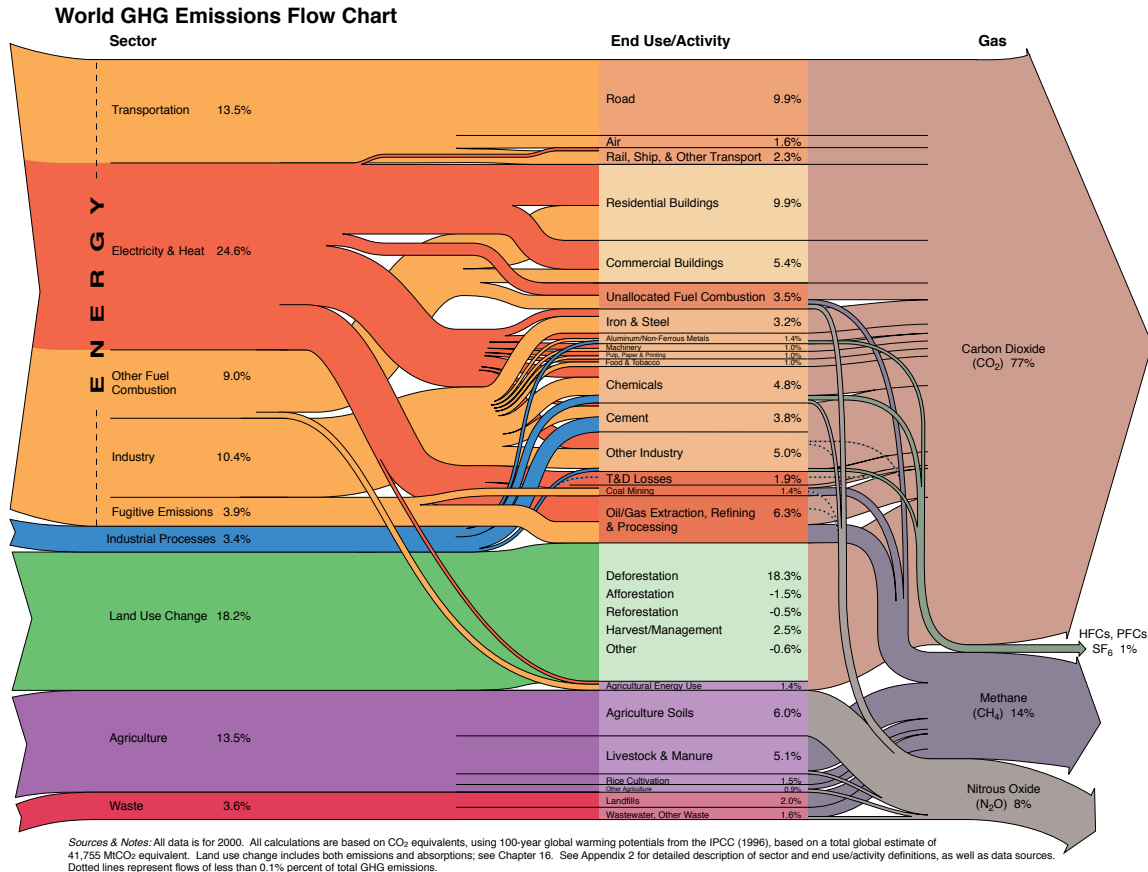 World GHG Emissions Flow Chart
Sector
End Use/Activity
Gas
ENERGY
Transportation 13.5%
Electricity & Heat 24.6%
Other Fuel
Combustion 9.0%
Industry 10.4%
Fugitive Emissions 3.9%
Industrial Processes 3.4%
Land Use Change 18.2%
Agriculture 13.5%
Waste 3.6%
Road 9.9%
Air 1.6%
Rail, Ship, & Other Transport 2.3%
Residential Buildings 9.9%
Commercial Buildings 5.4%
Unallocated Fuel Combustion 3.5%
Iron & Steel 3.2%
Aluminum/Non-Ferrous Metals 1.4%
Machinery 1.0%
Pulp, Paper & Printing 1.0%
Food & Tobacco 1.0%
Chemicals 4.8%
Cement 3.8%
Other Industry 5.0%
T&D Losses 1.9%
Coal Mining 1.4%
Oil/Gas Extraction, Refining
& Processing 6.3%
Deforestation 18.3%
Afforestation -1.5%
Reforestation -0.5%
Harvest/Management 2.5%
Other -0.6%
Agricultural Energy Use 1.4%
Agriculture Soils 6.0%
Livestock & Manure 5.1%
Rice Cultivation 1.5%
Other Agriculture 0.9%
Landfills 2.0%
Wastewater, Other Waste 1.6%
Carbon Dioxide
(CO₂) 77%
HFCs, PFCs,
SF₆ 1%
Methane
(CH₄) 14%
Nitrous Oxide
(N₂O) 8%
Sources & Notes: All data is for 2000. All calculations are based on CO₂ equivalents, using 100-year global warming potentials from the IPCC (1996), based on a total global estimate of
41,755 MtCO₂ equivalent. Land use change includes both emissions and absorptions; see Chapter 16. See Appendix 2 for detailed description of sector and end use/activity definitions, as well as data sources.
Dotted lines represent flows of less than 0.1% percent of total GHG emissions.